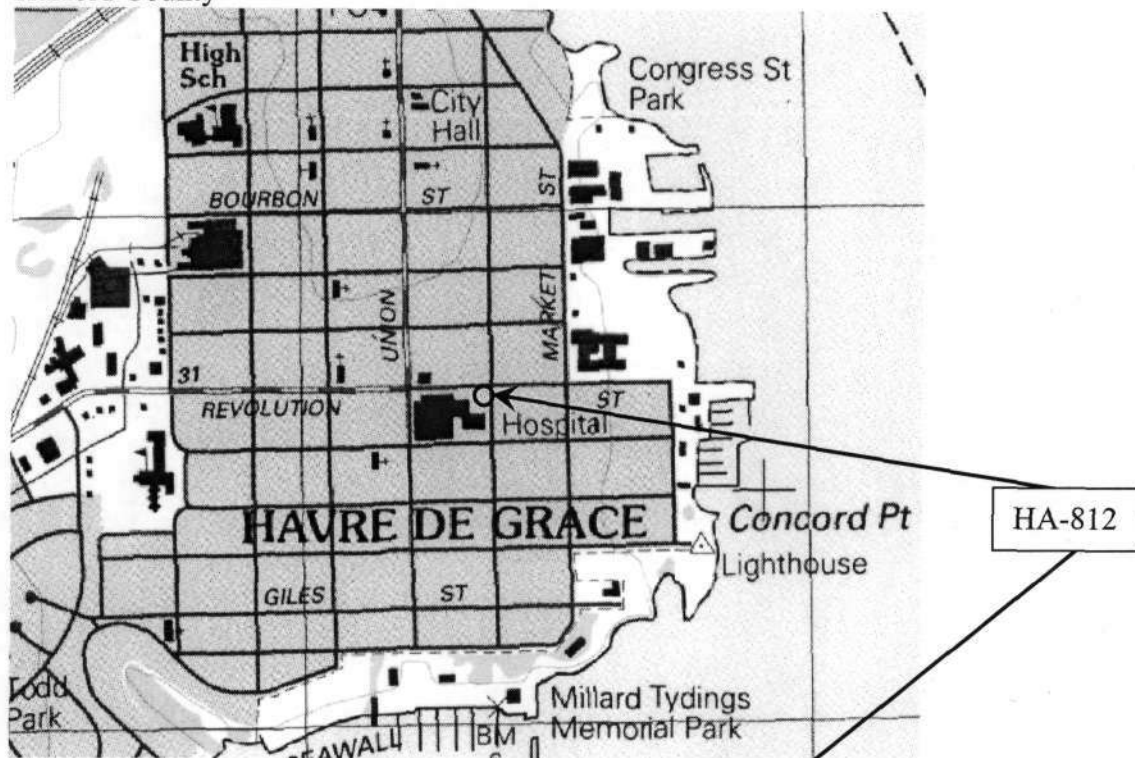 County
High
Sch
City
Hall
Congress St
Park
BOURBON ST
MARKET ST
UNION
31
REVOLUTION ST
Hospital
HAVRE DE GRACE
Concord Pt
Lighthouse
HA-812
GILES ST
Todd
Park
Millard Tydings
Memorial Park
BM